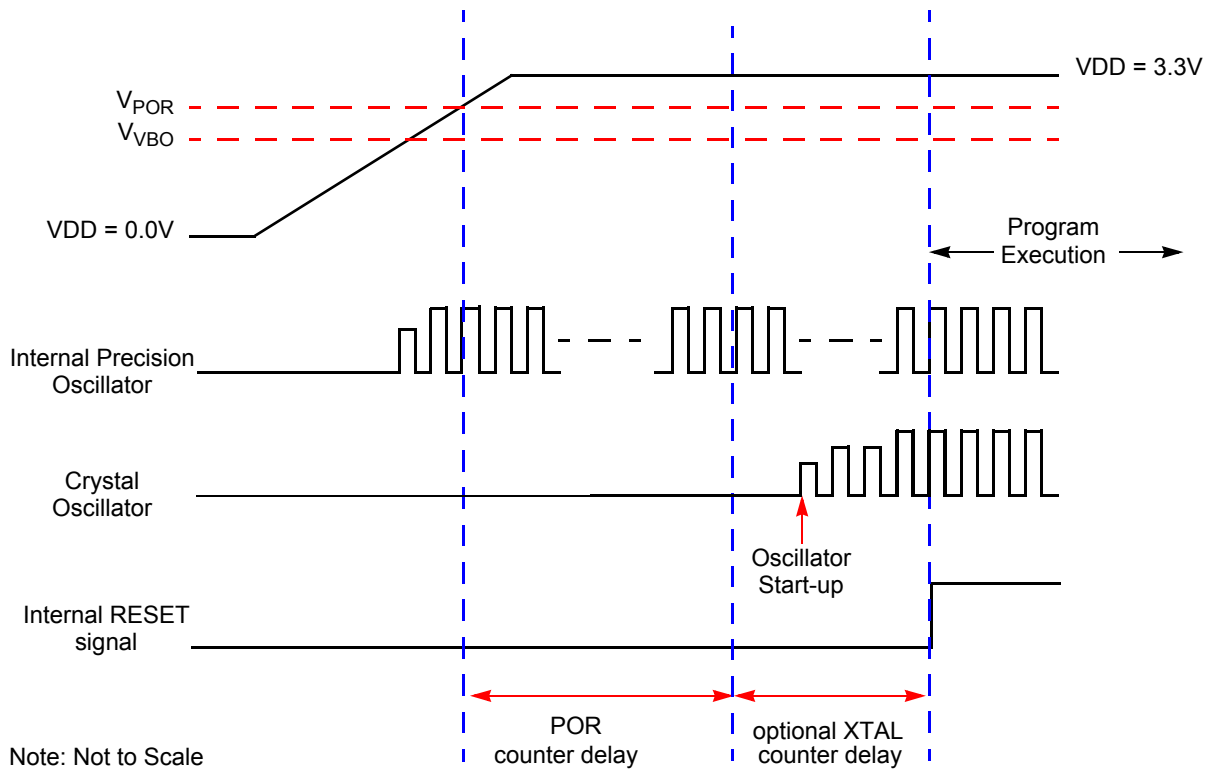 VDD = 3.3V
VPOR
VVBO
VDD = 0.0V
Program
Execution
Internal Precision
Oscillator
Crystal
Oscillator
Oscillator
Start-up
Internal RESET
signal
POR
counter delay
optional XTAL
counter delay
Note: Not to Scale